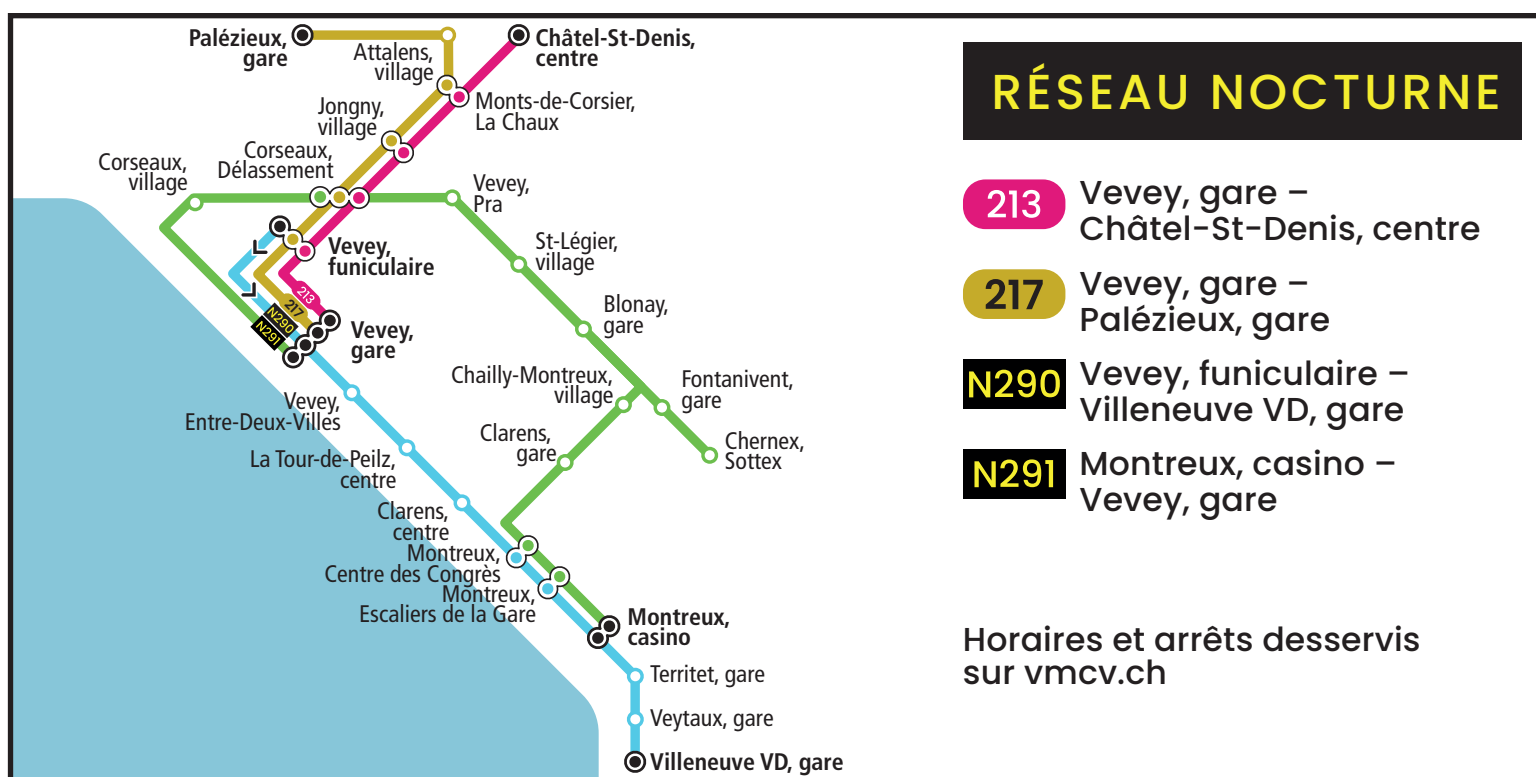 Palézieux,
gare
Attalens,
village
Châtel-St-Denis,
centre
Monts-de-Corsier,
La Chaux
Jongny,
village
Corseaux,
Délassement
Corseaux,
village
Vevey,
Pra
Vevey,
funiculaire
St-Légier,
village
213
217
N290
N291
Vevey,
gare
Blonay,
gare
Chailly-Montreux,
village
Fontanivent,
gare
Vevey,
Entre-Deux-Villes
Clarens,
gare
Chernex,
Sottex
La Tour-de-Peilz,
centre
Clarens,
centre
Montreux,
Centre des Congrès
Montreux,
Escaliers de la Gare
Montreux,
casino
Territet, gare
Veytaux, gare
Villeneuve VD, gare
RÉSEAU NOCTURNE
213 Vevey, gare –
Châtel-St-Denis, centre
217 Vevey, gare –
Palézieux, gare
N290 Vevey, funiculaire –
Villeneuve VD, gare
N291 Montreux, casino –
Vevey, gare
Horaires et arrêts desservis
sur vmcv.ch